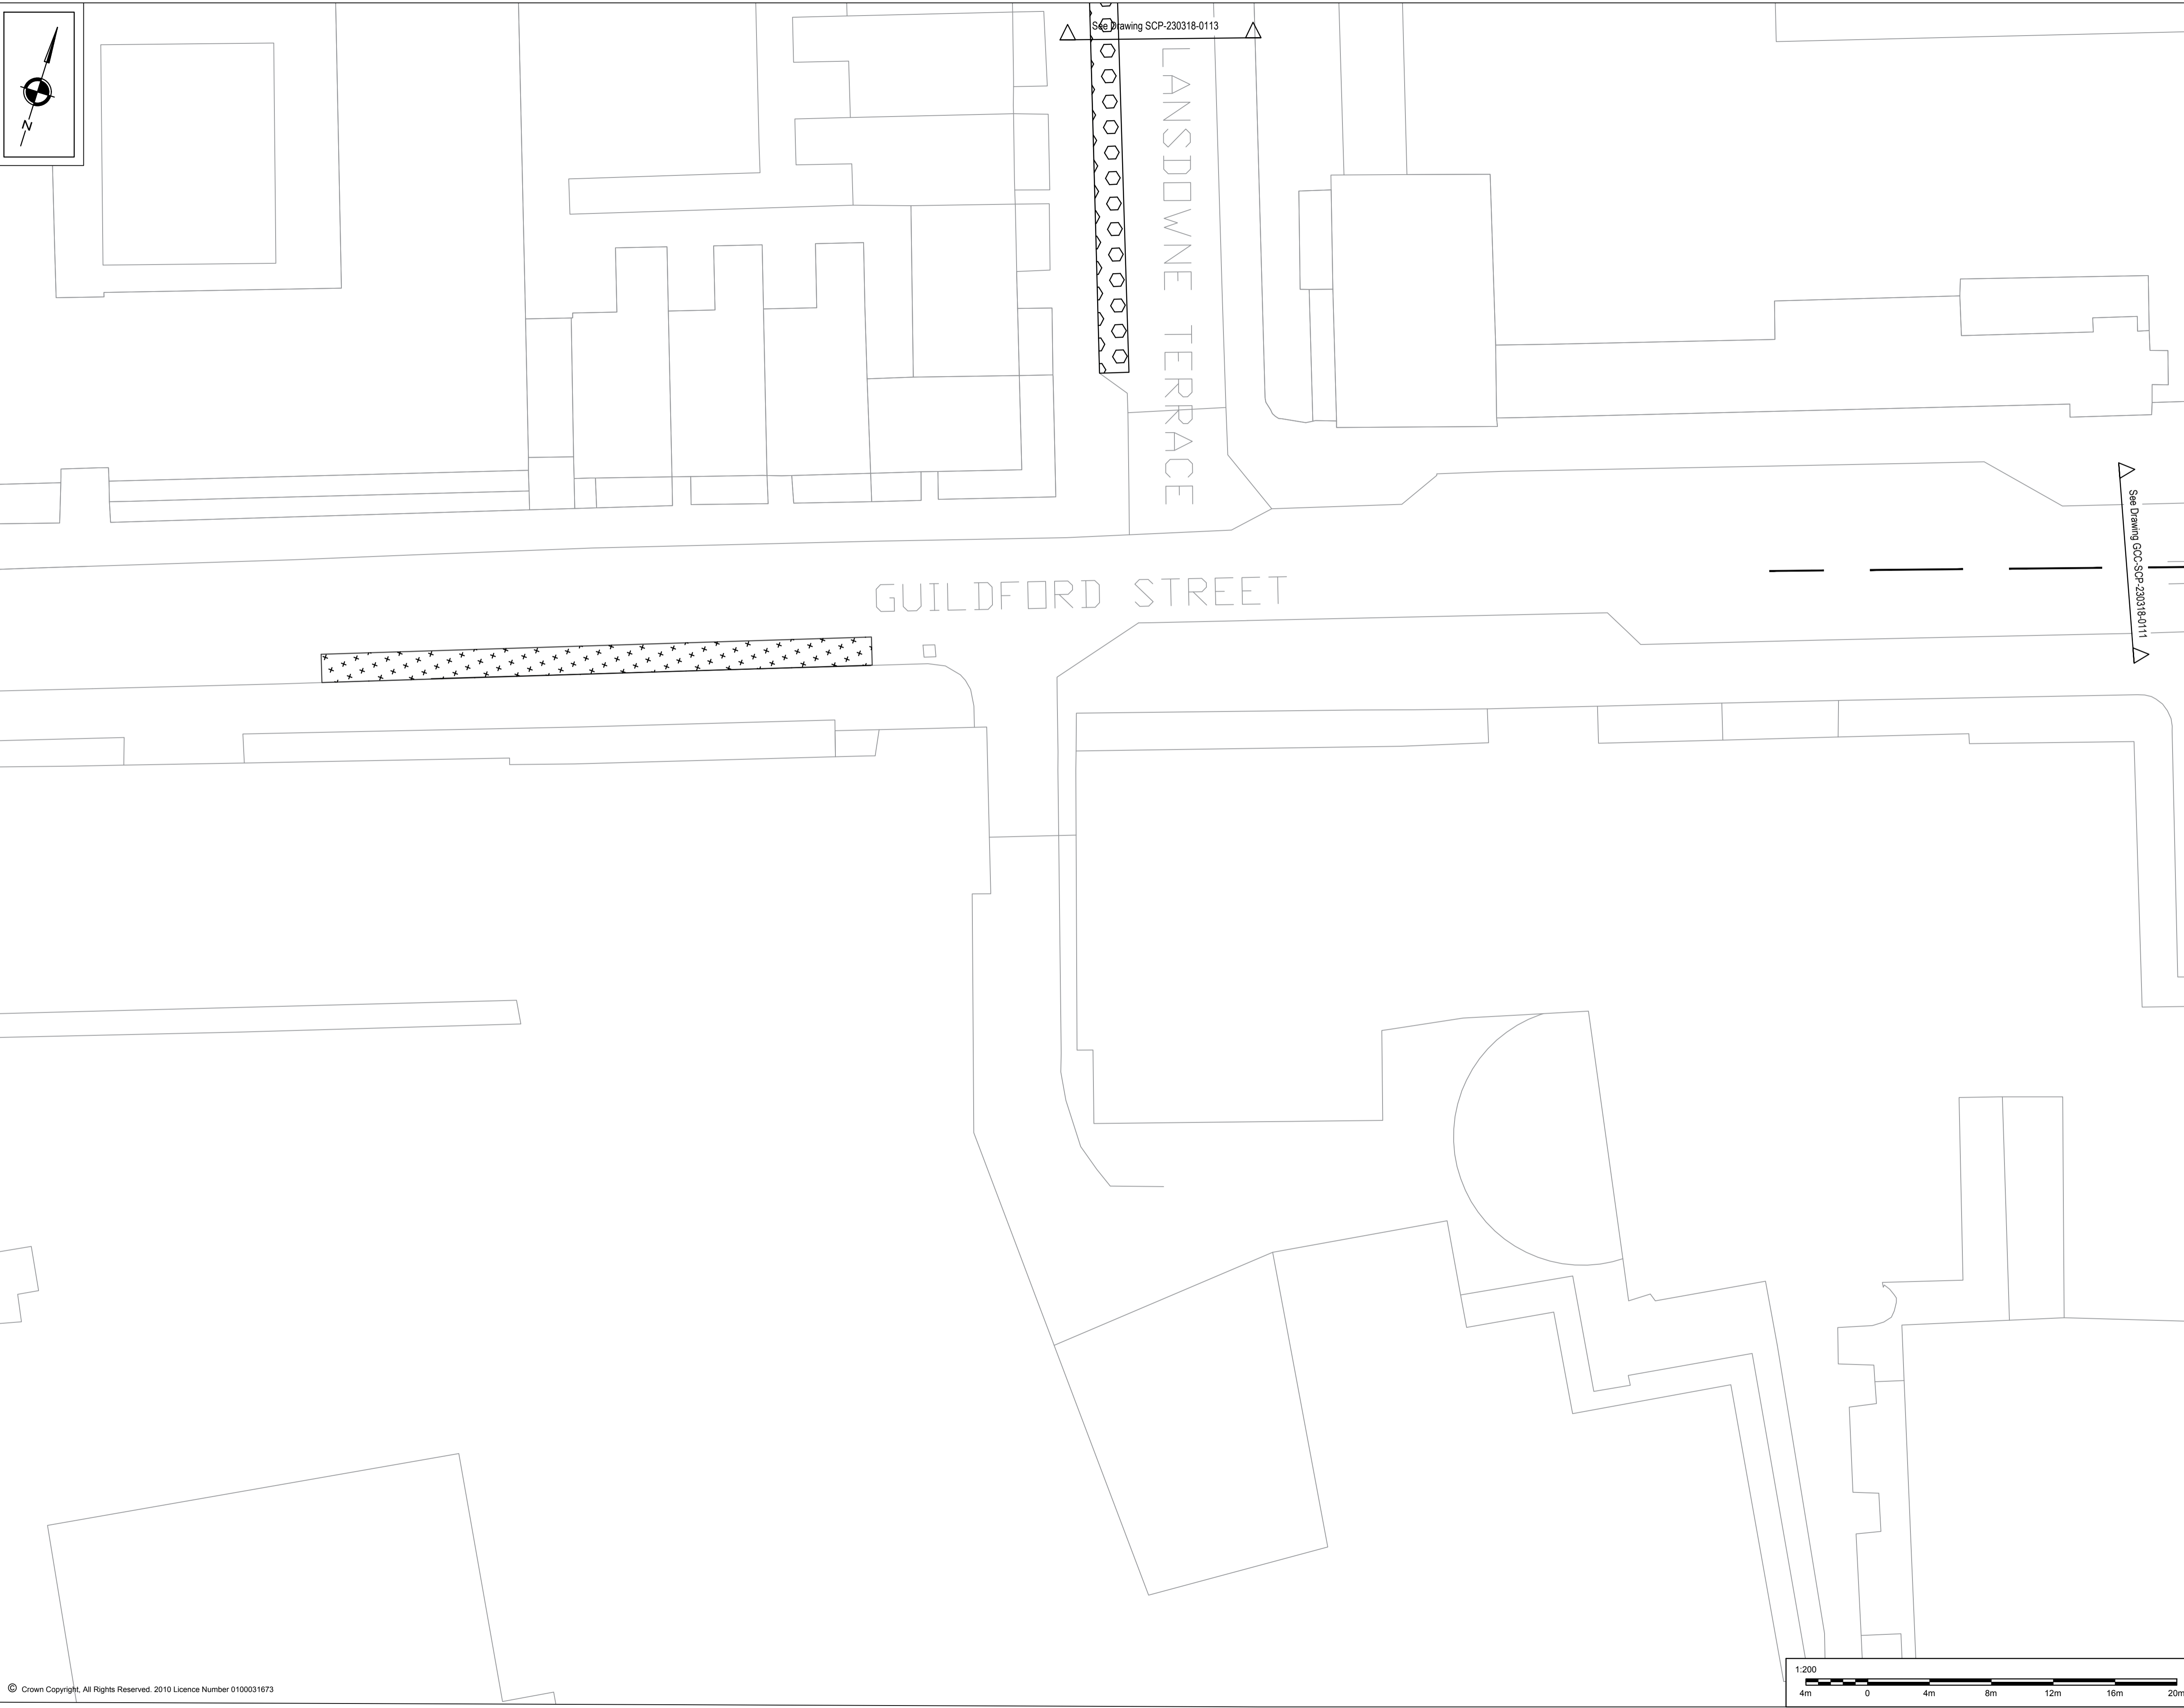 See Drawing SCP-230318-0113
N
LANSDOWNE TERRACE
See Drawing GCC-SCP-230318-0111
GUILDFORD STREET
© Crown Copyright, All Rights Reserved. 2010 Licence Number 0100031673
1:200
4m 0 4m 8m 12m 16m 20m